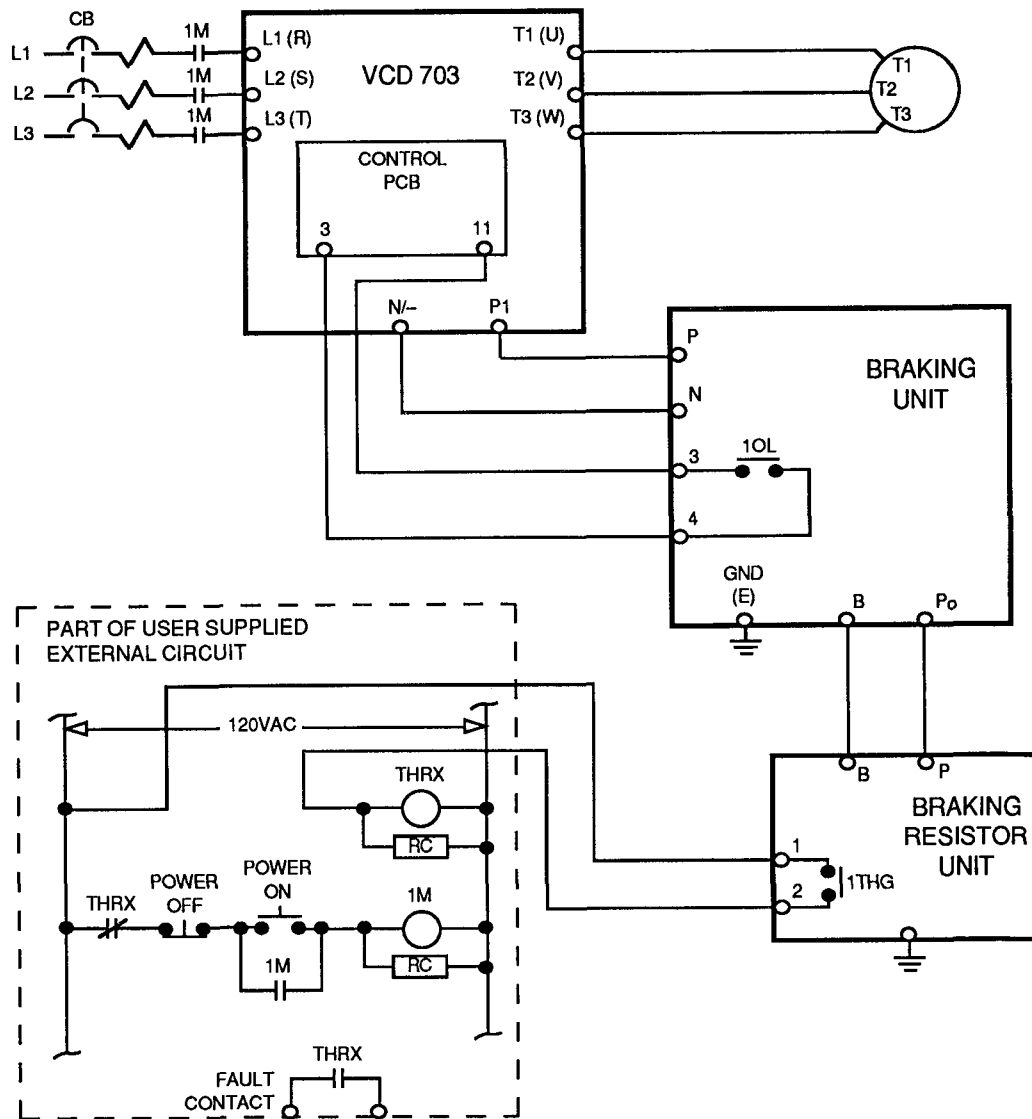 CB
1M
L1
L1 (R)
T1 (U)
T1
VCD 703
1M
L2
L2 (S)
T2 (V)
T2
1M
L3
L3 (T)
T3 (W)
T3
CONTROL
PCB
3
11
N/–
P1
P
BRAKING
UNIT
N
3
1OL
4
GND
(E)
B
Po
PART OF USER SUPPLIED
EXTERNAL CIRCUIT
120VAC
THRX
RC
B
P
BRAKING
RESISTOR
UNIT
1
1THG
2
THRX
POWER
OFF
POWER
ON
1M
RC
1M
THRX
FAULT
CONTACT